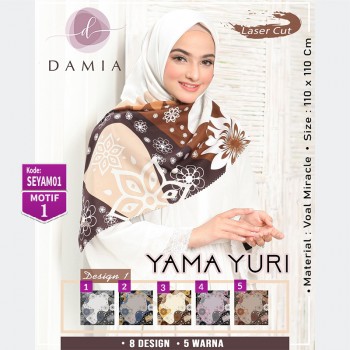 d
DAMIA
Laser Cut
Kode:
SEYAM01
MOTIF
1
• Material : Voal Miracle • Size : 110 x 110 Cm
YAMA YURI
Design 1
1 2 3 4 5
• 8 DESIGN • 5 WARNA